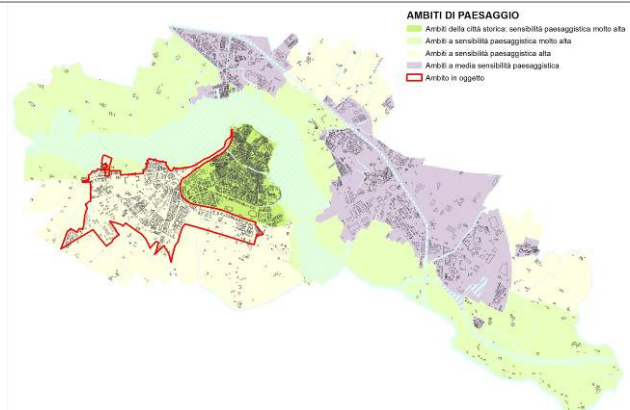 AMBITI DI PAESAGGIO
Ambiti della città storica: sensibilità paesaggistica molto alta
Ambiti a sensibilità paesaggistica molto alta
Ambiti a sensibilità paesaggistica alta
Ambiti a media sensibilità paesaggistica
Ambito in oggetto